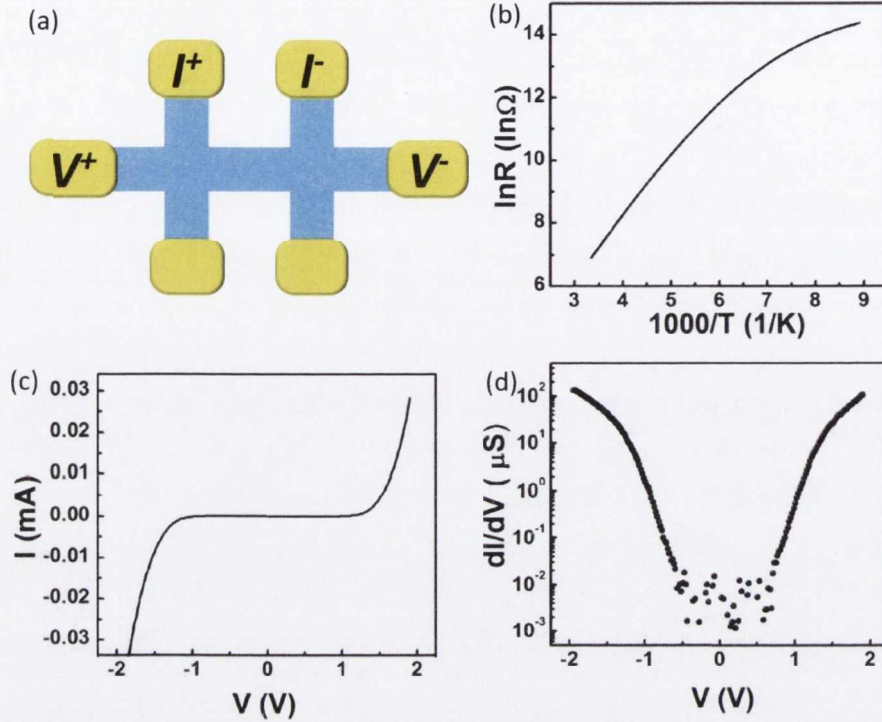 (a)
I⁺ I⁻
V⁺ V⁻
(b)
14
12
10
8
6
lnR (lnΩ)
3 4 5 6 7 8 9
1000/T (1/K)
(c)
0.03
0.02
0.01
0.00
-0.01
-0.02
-0.03
I (mA)
-2 -1 0 1 2
V (V)
(d)
10²
10¹
10⁰
10⁻¹
10⁻²
10⁻³
dI/dV ( μS)
-2 -1 0 1 2
V (V)